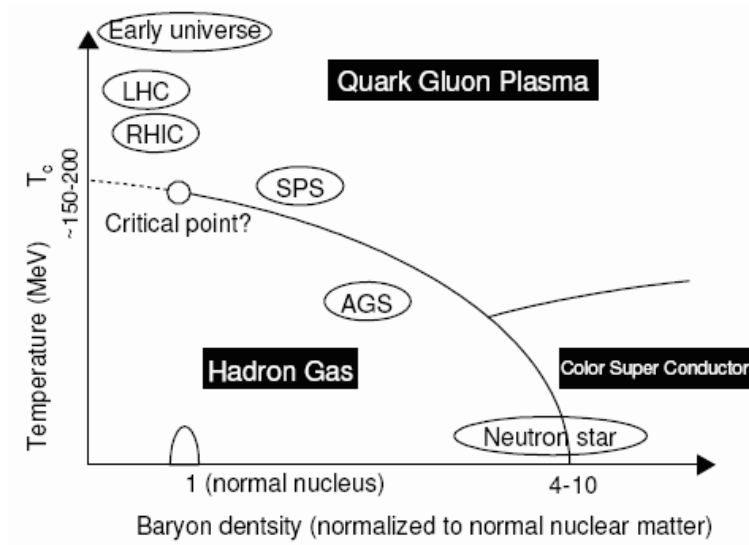 Early universe
Quark Gluon Plasma
LHC
RHIC
SPS
Critical point?
AGS
Hadron Gas
Color Super Conductor
Neutron star
1 (normal nucleus)
4-10
Baryon dentsity (normalized to normal nuclear matter)
Temperature (MeV)
Tc
~150-200